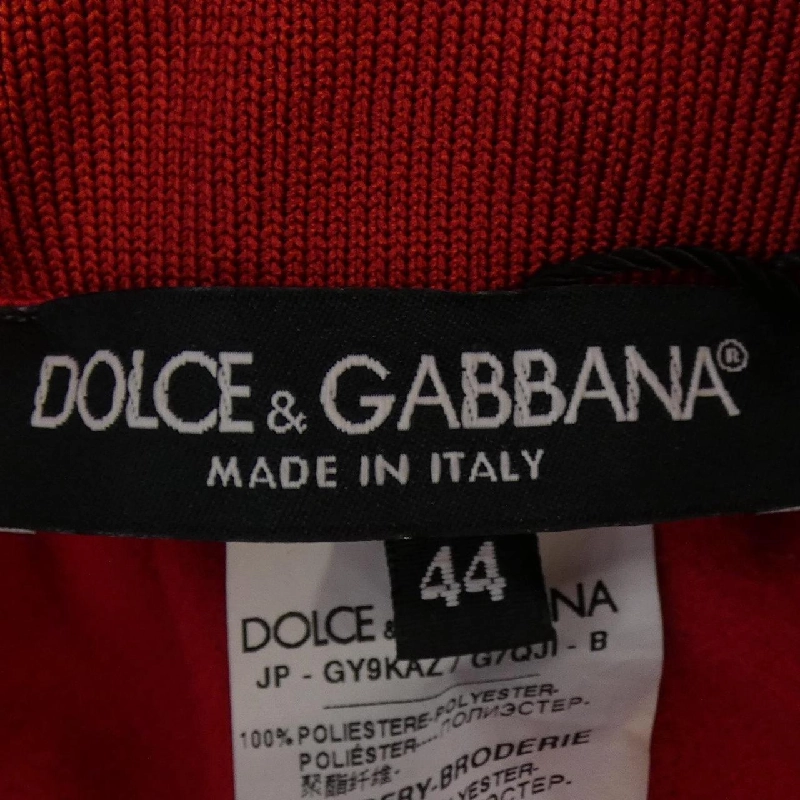 DOLCE & GABBANA®
MADE IN ITALY
44
DOLCE & NA
JP - GY9KAZ / G7QJI - B
100% POLIESTERE-POLYESTER-
POLIÉSTER....ПОЛИЭСТЕР-
聚酯纤维-
ERY-BRODERIE
YESTER-
ЭСТЕР.